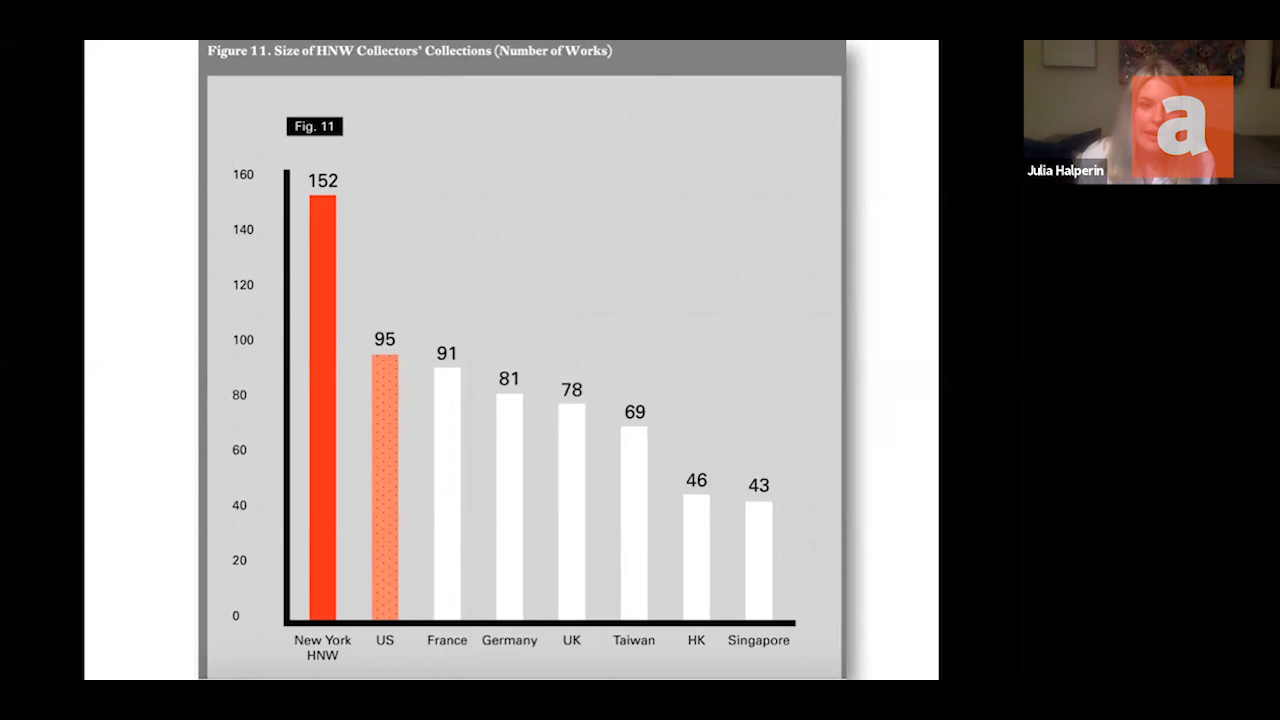 Figure 11. Size of HNW Collectors' Collections (Number of Works)
Fig. 11
160
140
120
100
80
60
40
20
0
152
95
91
81
78
69
46
43
New York HNW
US
France
Germany
UK
Taiwan
HK
Singapore
a
Julia Halperin